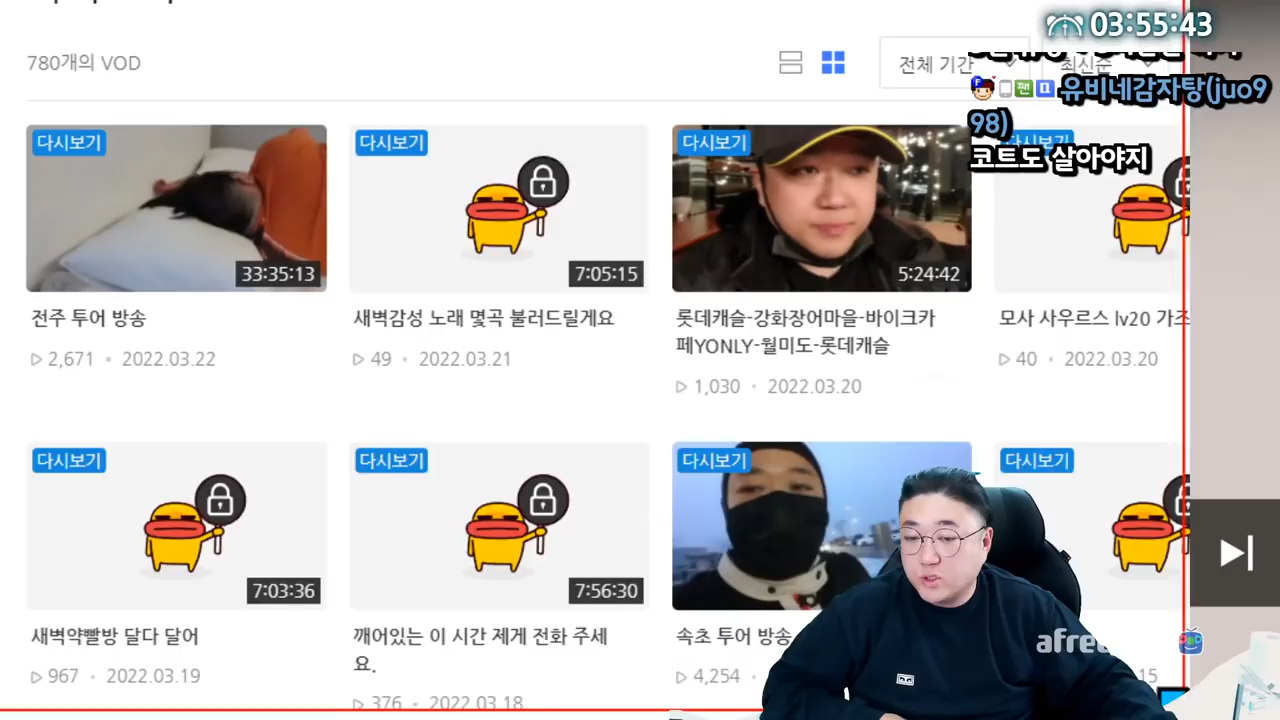 03:55:43
780개의 VOD
전체 기간
최신순
유비네감자탕(juo9
98)
코트도 살아야지
다시보기
다시보기
다시보기
다시보기
33:35:13
7:05:15
5:24:42
전주 투어 방송
새벽감성 노래 몇곡 불러드릴게요
롯데캐슬-강화장어마을-바이크카
페YONLY-월미도-롯데캐슬
모사 사우르스 lv20 가즈
2,671 • 2022.03.22
49 • 2022.03.21
1,030 • 2022.03.20
40 • 2022.03.20
다시보기
다시보기
다시보기
다시보기
7:03:36
7:56:30
새벽약빨방 달다 달어
깨어있는 이 시간 제게 전화 주세
요.
속초 투어 방송
967 • 2022.03.19
376 • 2022.03.18
4,254
15
afree